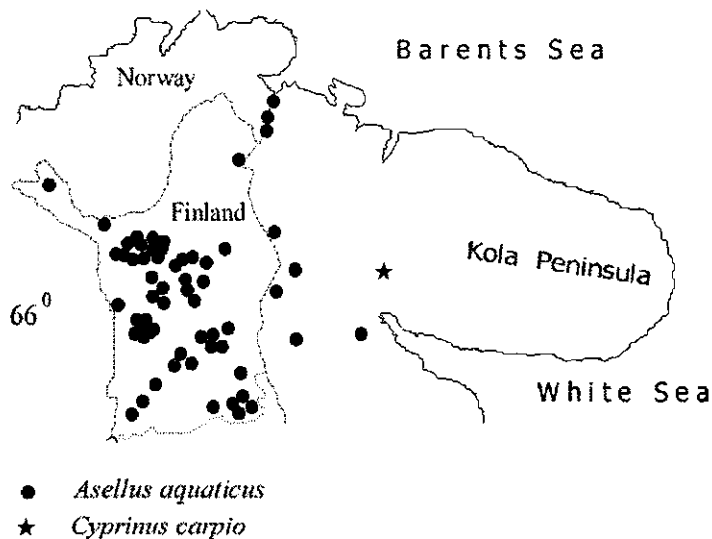 Barents Sea
Norway
Finland
Kola Peninsula
66⁰
White Sea
Asellus aquaticus
Cyprinus carpio